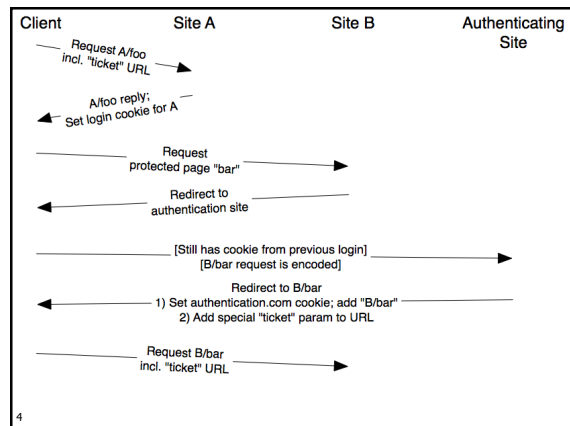 Client Site A Site B Authenticating
Site
Request A/foo
incl. "ticket" URL
A/foo reply;
Set login cookie for A
Request
protected page "bar"
Redirect to
authentication site
[Still has cookie from previous login]
[B/bar request is encoded]
Redirect to B/bar
1) Set authentication.com cookie; add "B/bar"
2) Add special "ticket" param to URL
Request B/bar
incl. "ticket" URL
4